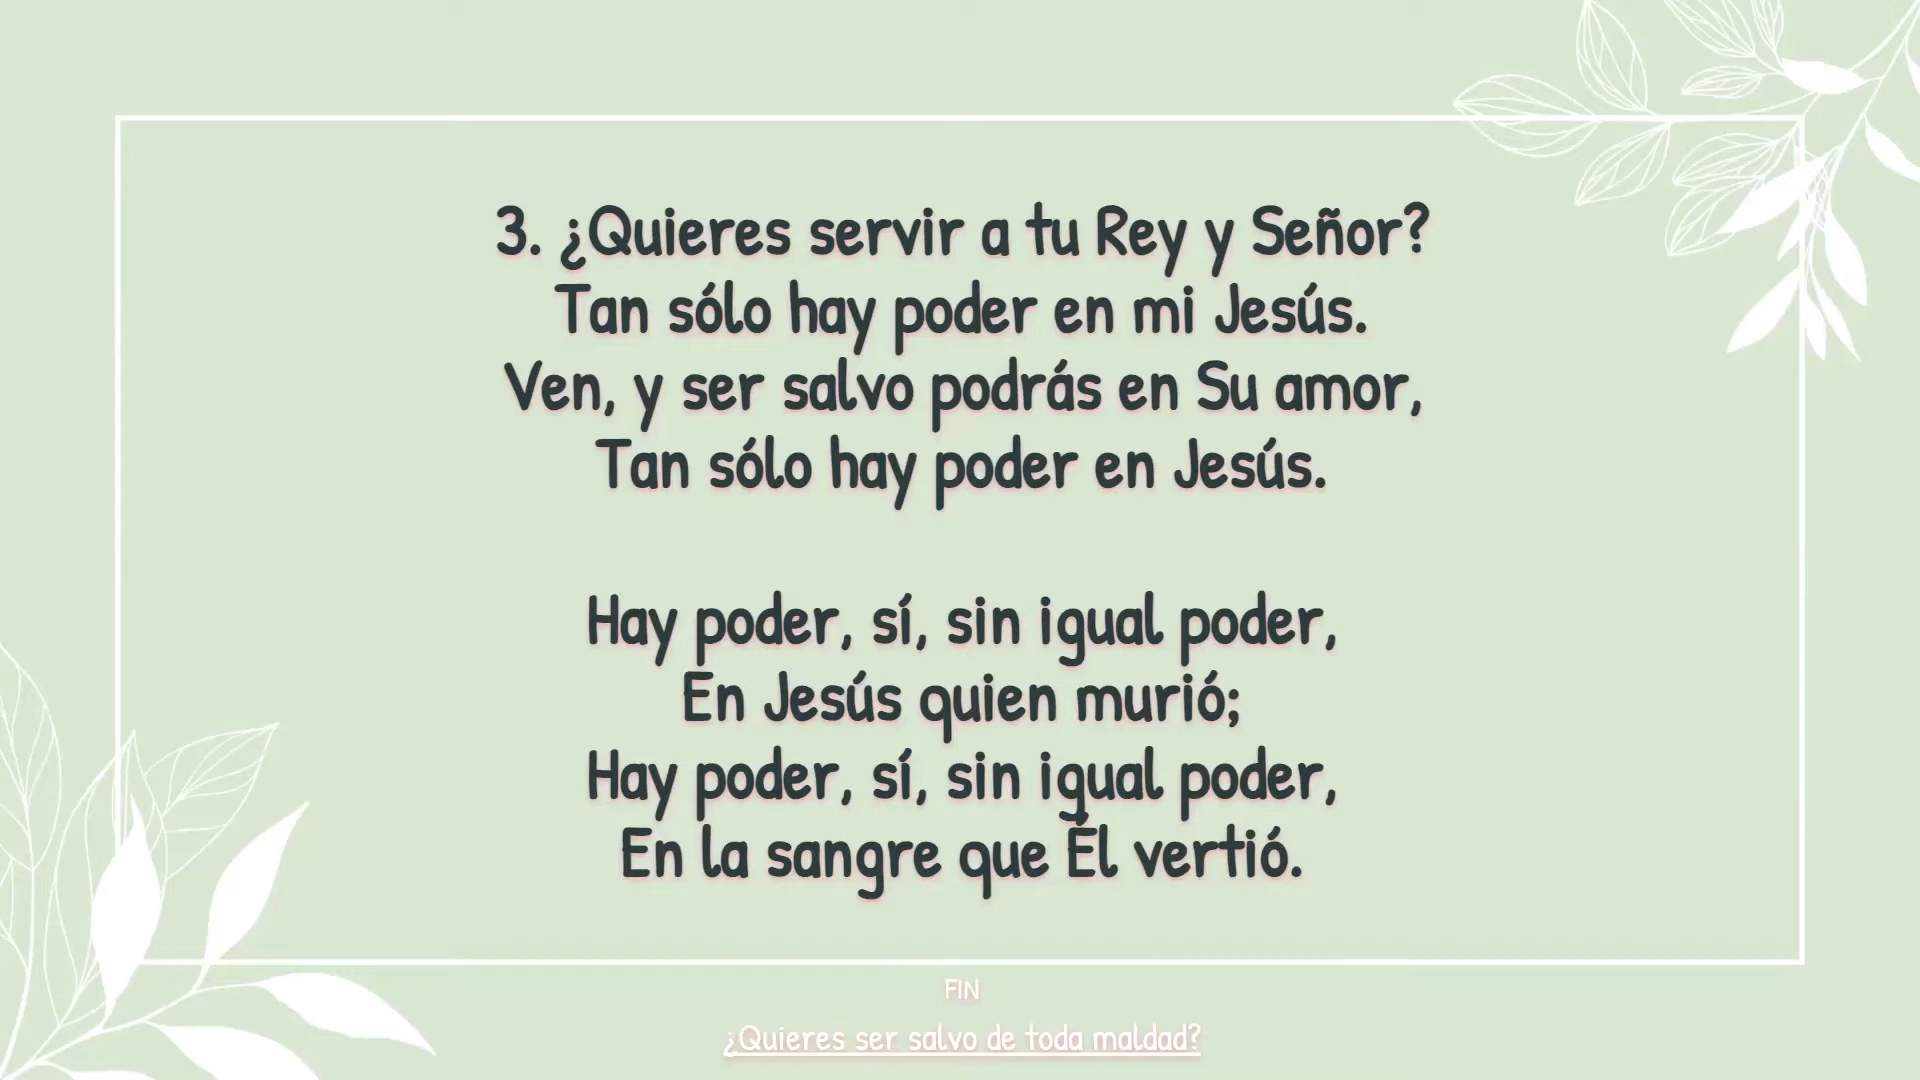 3. ¿Quieres servir a tu Rey y Señor?
Tan sólo hay poder en mi Jesús.
Ven, y ser salvo podrás en Su amor,
Tan sólo hay poder en Jesús.
Hay poder, sí, sin igual poder,
En Jesús quien murió;
Hay poder, sí, sin igual poder,
En la sangre que Él vertió.
FIN
¿Quieres ser salvo de toda maldad?